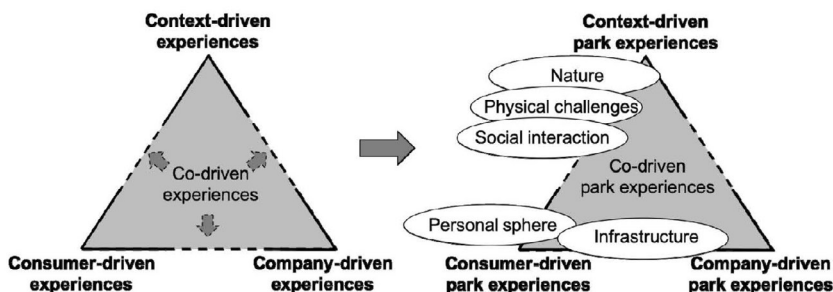 Context-driven
experiences
Co-driven
experiences
Consumer-driven
experiences
Company-driven
experiences
Context-driven
park experiences
Nature
Physical challenges
Social interaction
Co-driven
park experiences
Personal sphere
Infrastructure
Consumer-driven
park experiences
Company-driven
park experiences